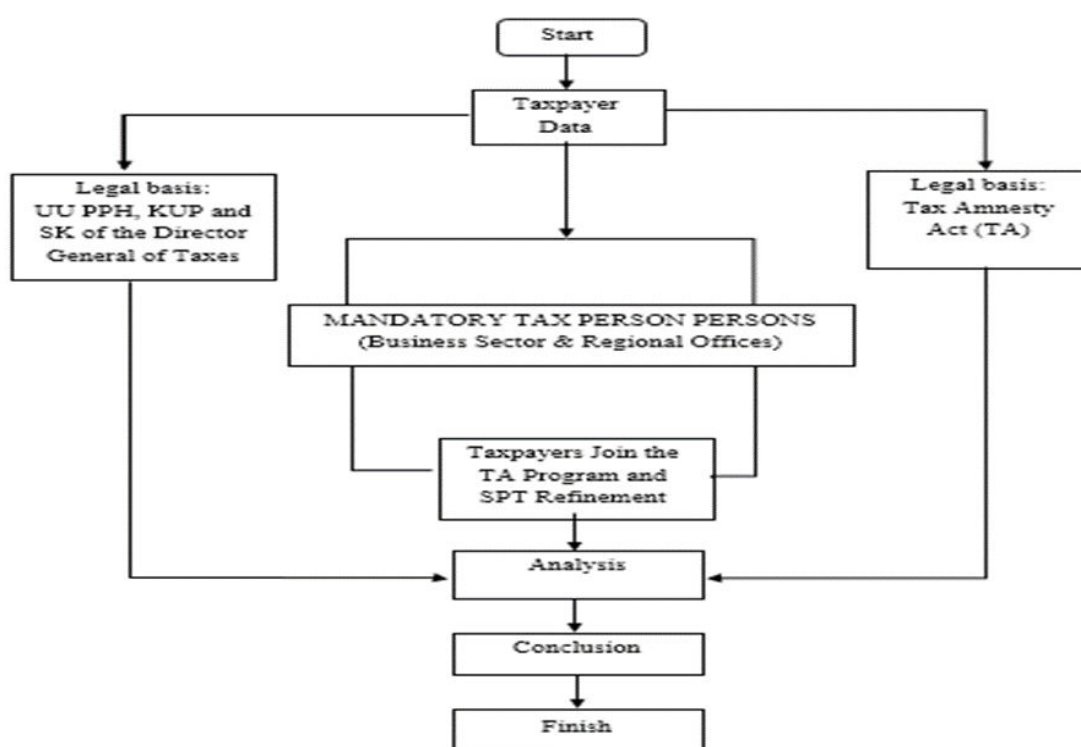 Start
Taxpayer
Data
Legal basis:
UU PPH, KUP and
SK of the Director
General of Taxes
Legal basis:
Tax Amnesty
Act (TA)
MANDATORY TAX PERSON PERSONS
(Business Sector & Regional Offices)
Taxpayers Join the
TA Program and
SPT Refinement
Analysis
Conclusion
Finish